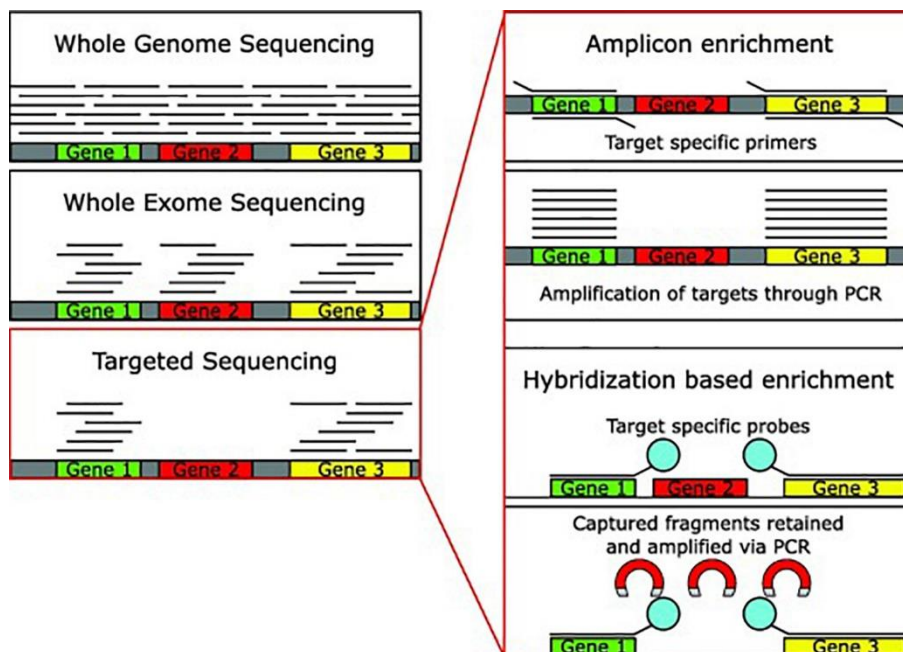 Whole Genome Sequencing
Gene 1 Gene 2 Gene 3
Whole Exome Sequencing
Gene 1 Gene 2 Gene 3
Targeted Sequencing
Gene 1 Gene 2 Gene 3
Amplicon enrichment
Gene 1 Gene 2 Gene 3
Target specific primers
Gene 1 Gene 2 Gene 3
Amplification of targets through PCR
Hybridization based enrichment
Target specific probes
Gene 1 Gene 2 Gene 3
Captured fragments retained
and amplified via PCR
Gene 1 Gene 3